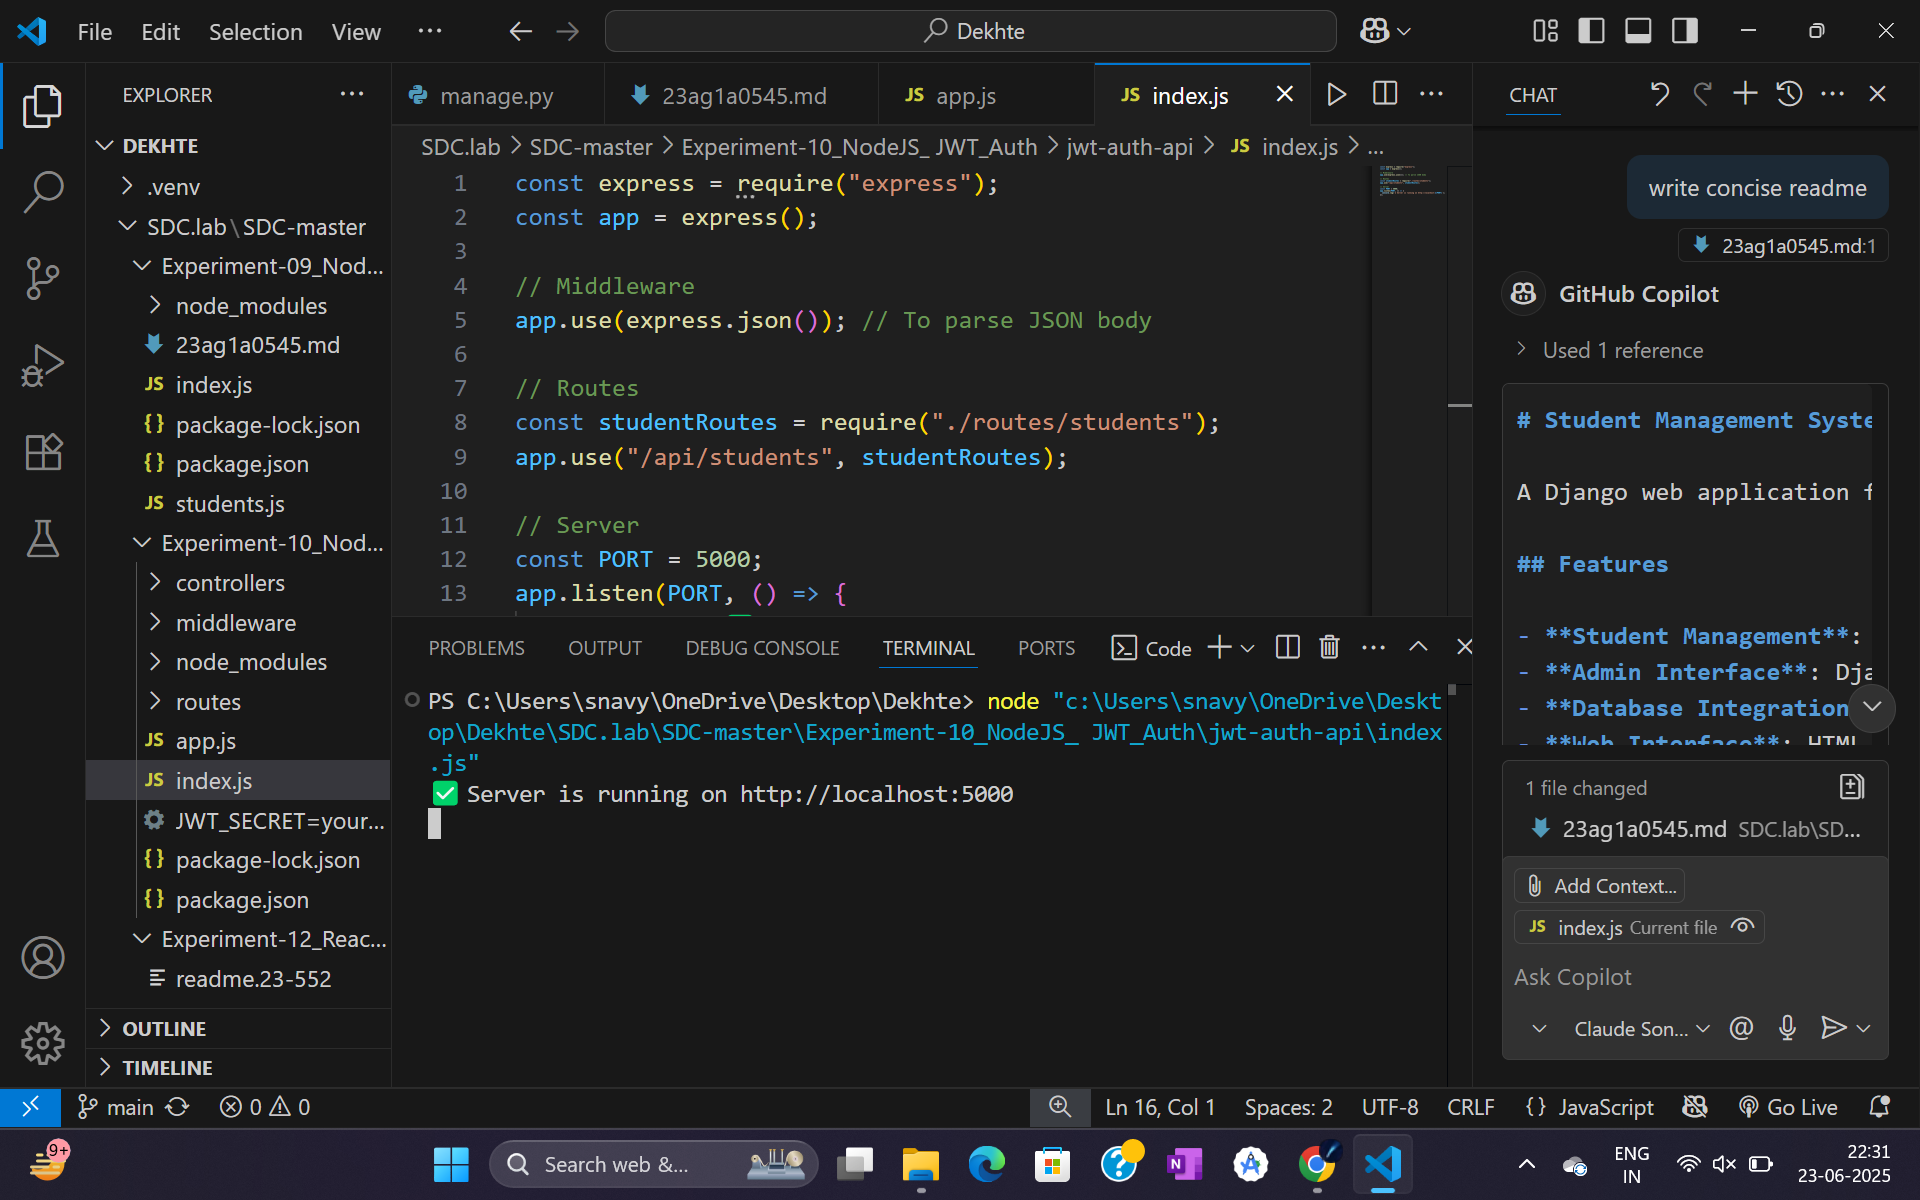 File Edit Selection View ...
Dekhte
EXPLORER ...
DEKHTE
.venv
SDC.lab\SDC-master
Experiment-09_Nod...
node_modules
23ag1a0545.md
JS index.js
{} package-lock.json
{} package.json
JS students.js
Experiment-10_Nod...
controllers
middleware
node_modules
routes
JS app.js
JS index.js
JWT_SECRET=your...
{} package-lock.json
{} package.json
Experiment-12_Reac...
readme.23-552
OUTLINE
TIMELINE
manage.py
23ag1a0545.md
JS app.js
JS index.js
SDC.lab > SDC-master > Experiment-10_NodeJS_ JWT_Auth > jwt-auth-api > JS index.js > ...
1 const express = require("express");
2 const app = express();
3
4 // Middleware
5 app.use(express.json()); // To parse JSON body
6
7 // Routes
8 const studentRoutes = require("./routes/students");
9 app.use("/api/students", studentRoutes);
10
11 // Server
12 const PORT = 5000;
13 app.listen(PORT, () => {
PROBLEMS OUTPUT DEBUG CONSOLE TERMINAL PORTS Code
PS C:\Users\snavy\OneDrive\Desktop\Dekhte> node "c:\Users\snavy\OneDrive\Deskt
op\Dekhte\SDC.lab\SDC-master\Experiment-10_NodeJS_ JWT_Auth\jwt-auth-api\index
.js"
✅ Server is running on http://localhost:5000
CHAT
write concise readme
23ag1a0545.md:1
GitHub Copilot
Used 1 reference
# Student Management Syste
A Django web application f
## Features
- **Student Management**:
- **Admin Interface**: Dja
- **Database Integration
- **Web Interface**: HTML
1 file changed
23ag1a0545.md SDC.lab\SD...
Add Context...
JS index.js Current file
Ask Copilot
Claude Son...
main 0 0
Ln 16, Col 1 Spaces: 2 UTF-8 CRLF {} JavaScript Go Live
9+
Search web &...
ENG
IN
22:31
23-06-2025